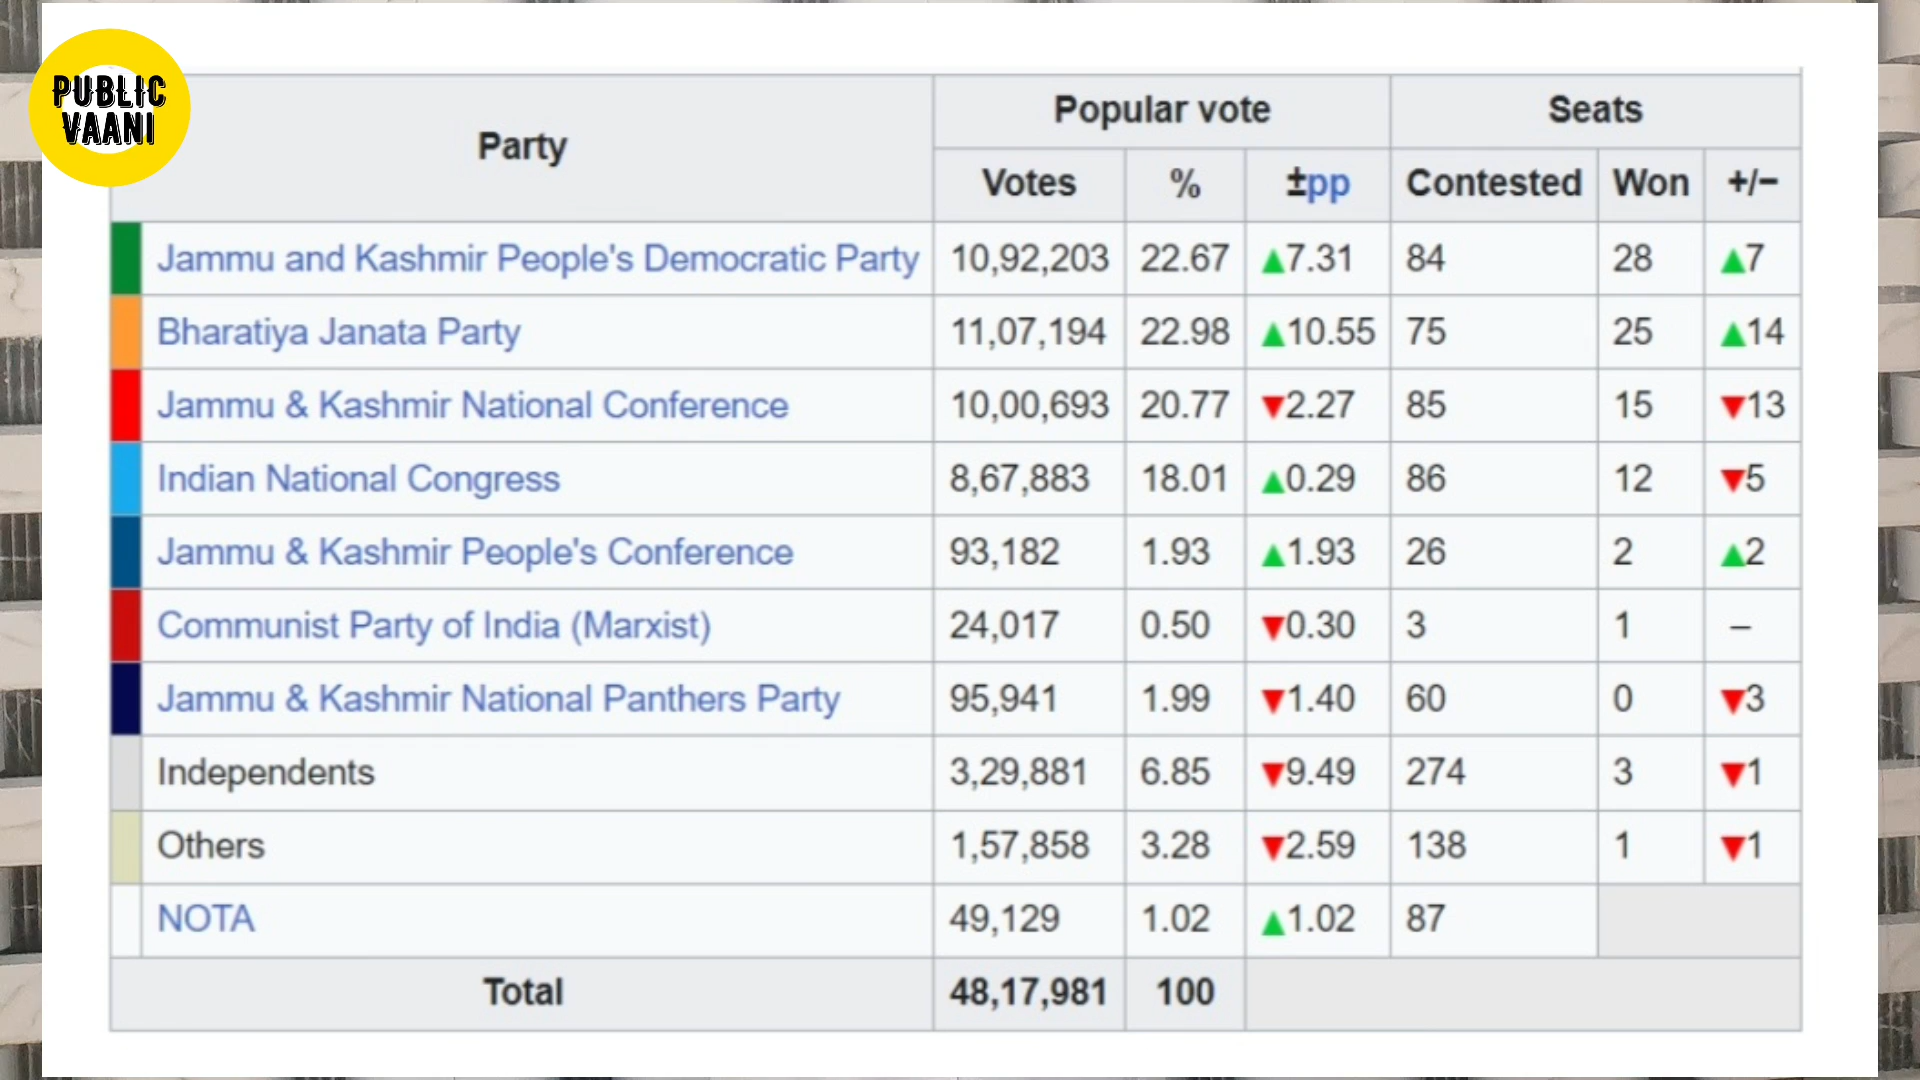 PUBLIC
VAANI
Party Popular vote Seats
Votes % ±pp Contested Won +/−
Jammu and Kashmir People's Democratic Party 10,92,203 22.67 ▲7.31 84 28 ▲7
Bharatiya Janata Party 11,07,194 22.98 ▲10.55 75 25 ▲14
Jammu & Kashmir National Conference 10,00,693 20.77 ▼2.27 85 15 ▼13
Indian National Congress 8,67,883 18.01 ▲0.29 86 12 ▼5
Jammu & Kashmir People's Conference 93,182 1.93 ▲1.93 26 2 ▲2
Communist Party of India (Marxist) 24,017 0.50 ▼0.30 3 1 –
Jammu & Kashmir National Panthers Party 95,941 1.99 ▼1.40 60 0 ▼3
Independents 3,29,881 6.85 ▼9.49 274 3 ▼1
Others 1,57,858 3.28 ▼2.59 138 1 ▼1
NOTA 49,129 1.02 ▲1.02 87
Total 48,17,981 100